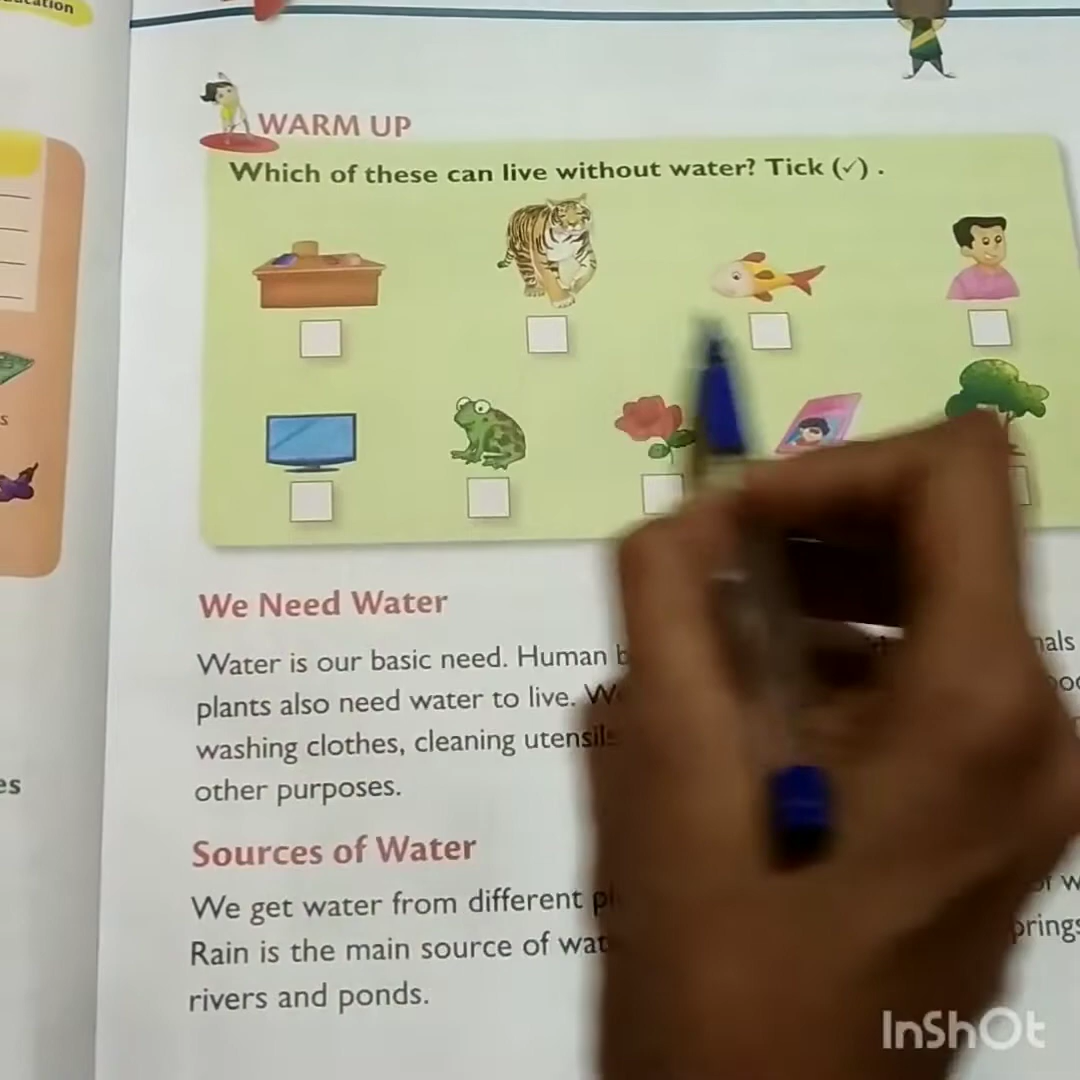 WARM UP
Which of these can live without water? Tick (✓) .
We Need Water
Water is our basic need. Human
plants also need water to live.
washing clothes, cleaning utensils
other purposes.
Sources of Water
We get water from different
Rain is the main source of
rivers and ponds.
InShOt